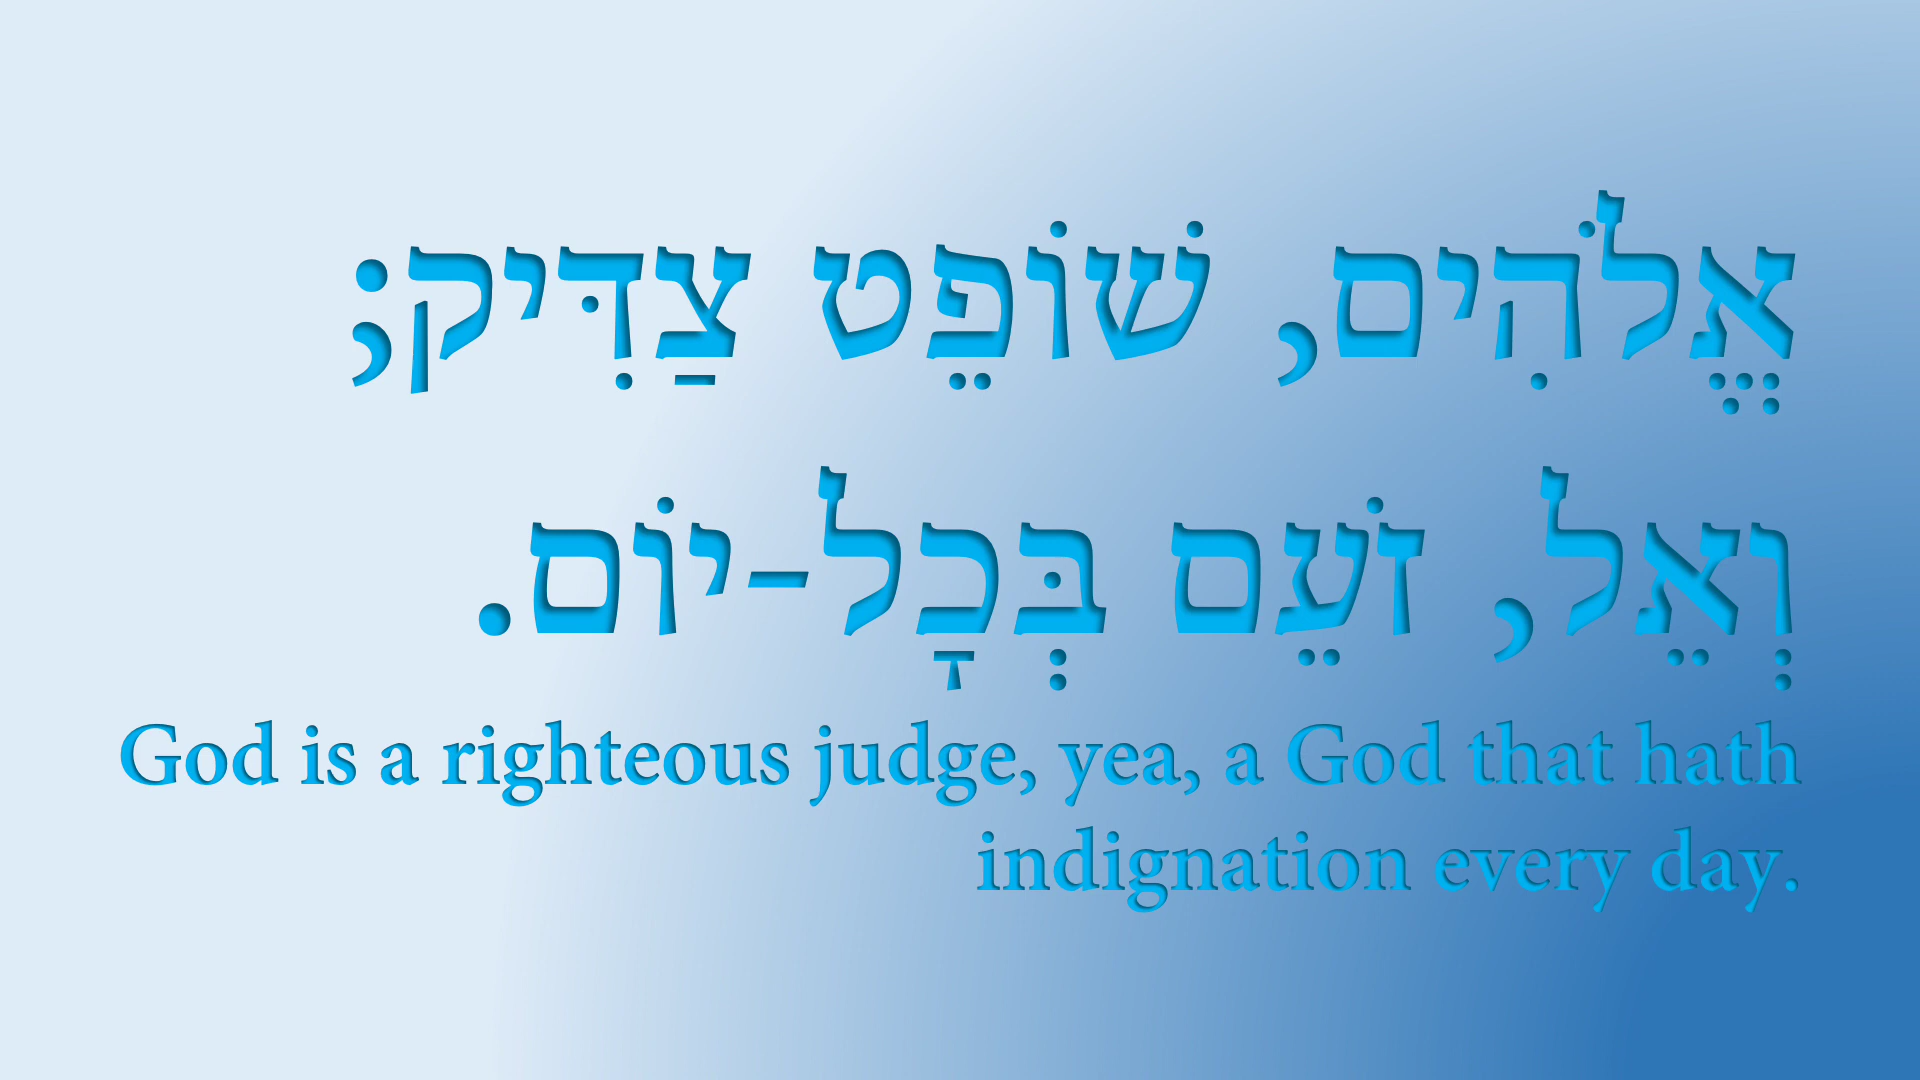 אֱלֹהִים, שׁוֹפֵט צַדִּיק;
וְאֵל, זֹעֵם בְּכָל-יוֹם.
God is a righteous judge, yea, a God that hath
indignation every day.